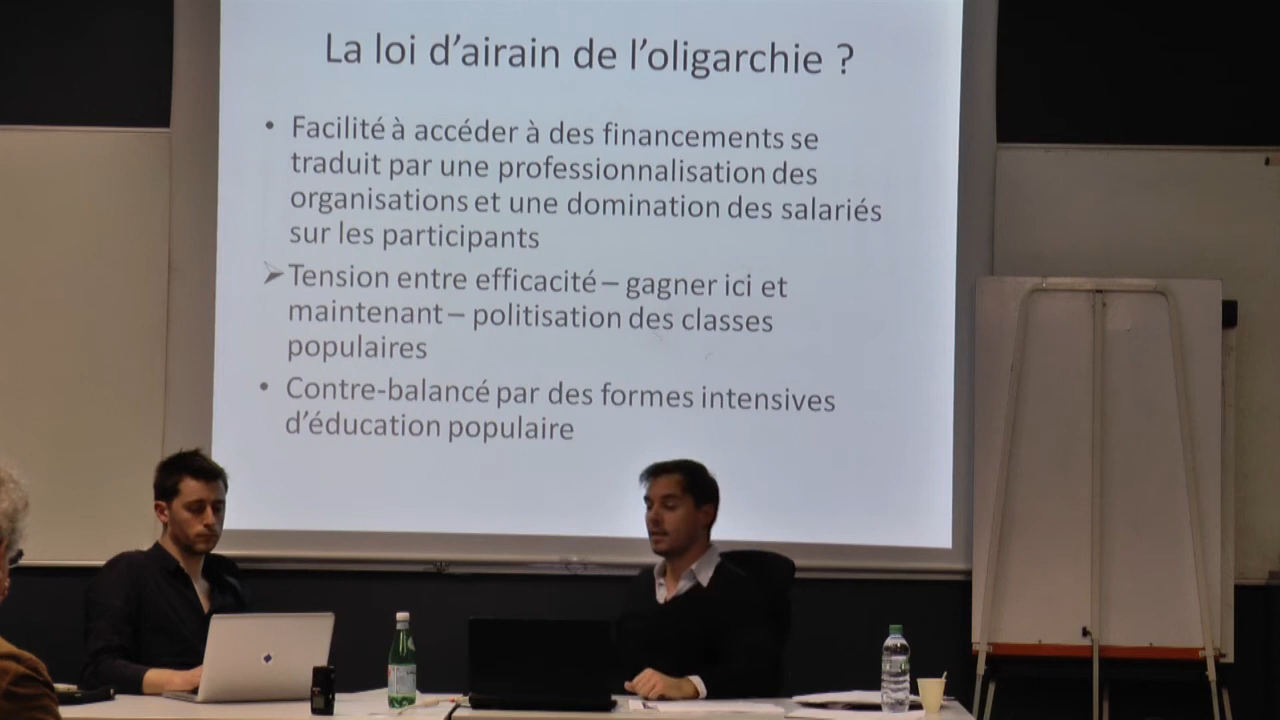 La loi d'airain de l'oligarchie ?
• Facilité à accéder à des financements se
traduit par une professionnalisation des
organisations et une domination des salariés
sur les participants
➢ Tension entre efficacité – gagner ici et
maintenant – politisation des classes
populaires
• Contre-balancé par des formes intensives
d'éducation populaire